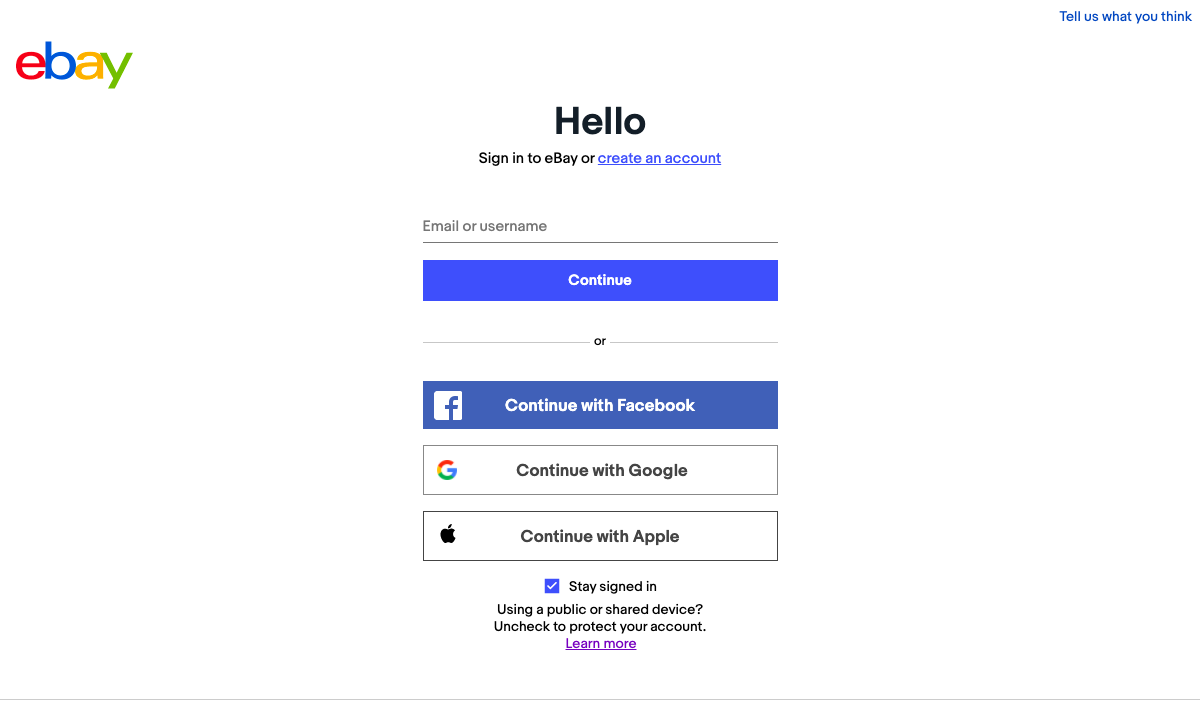 Tell us what you think
ebay
Hello
Sign in to eBay or create an account
Email or username
Continue
or
Continue with Facebook
Continue with Google
Continue with Apple
Stay signed in
Using a public or shared device?
Uncheck to protect your account.
Learn more